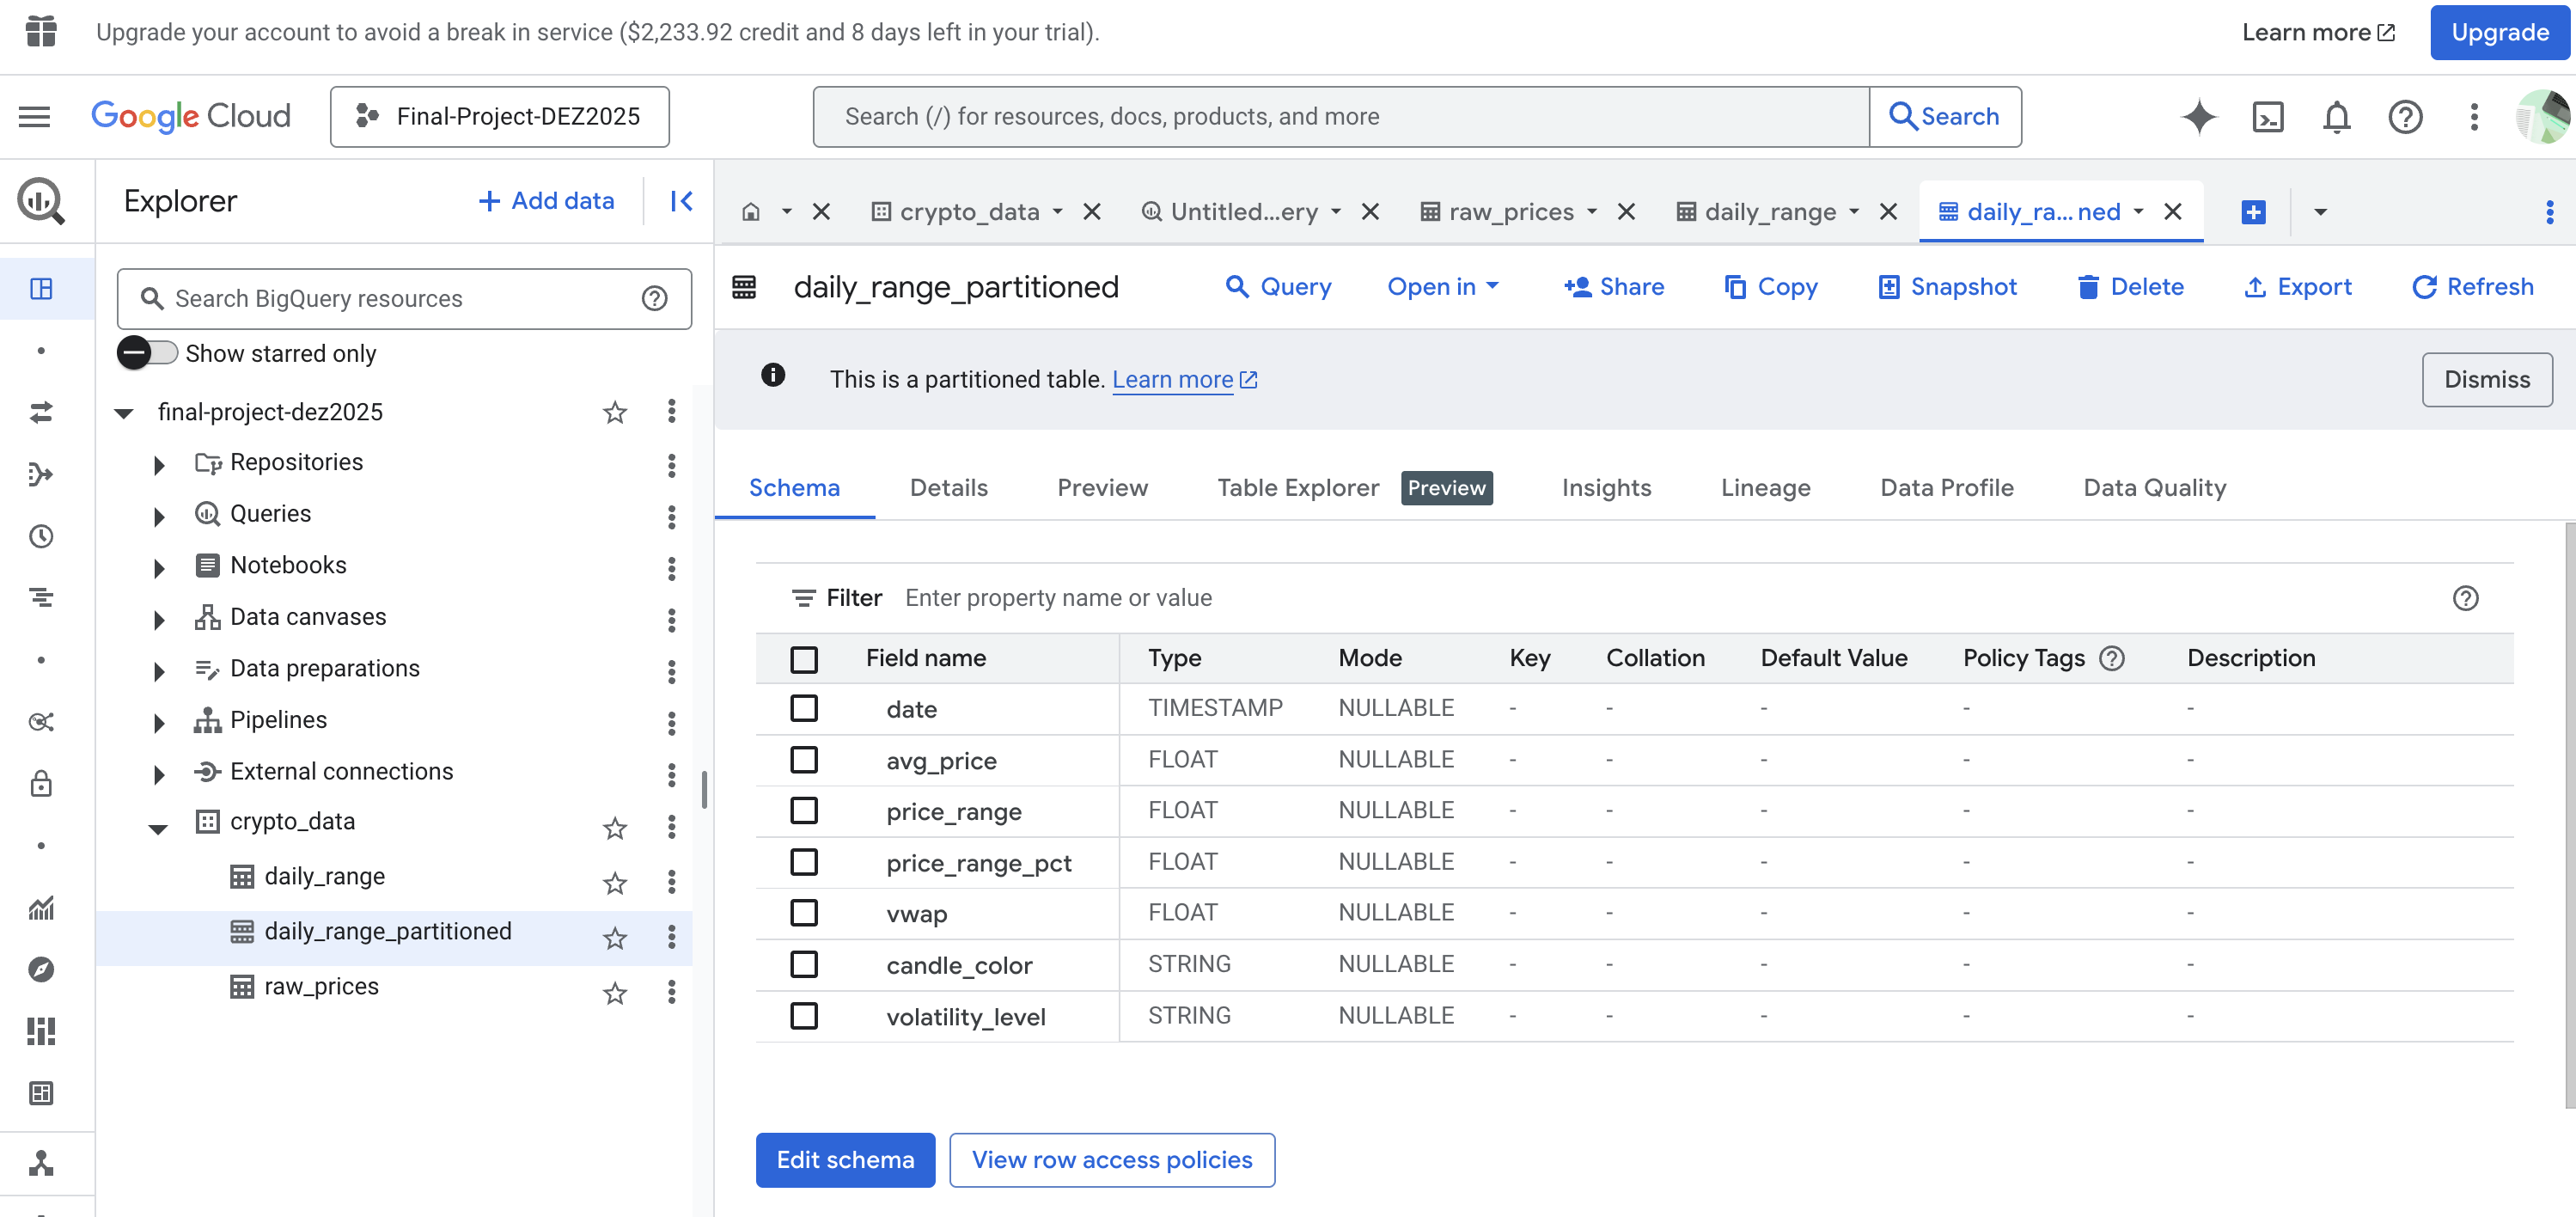 Upgrade your account to avoid a break in service ($2,233.92 credit and 8 days left in your trial).
Learn more
Upgrade
Google Cloud
Final-Project-DEZ2025
Search (/) for resources, docs, products, and more
Search
Explorer
+ Add data
crypto_data
Untitled...ery
raw_prices
daily_range
daily_ra... ned
Search BigQuery resources
Show starred only
final-project-dez2025
Repositories
Queries
Notebooks
Data canvases
Data preparations
Pipelines
External connections
crypto_data
daily_range
daily_range_partitioned
raw_prices
daily_range_partitioned
Query
Open in
Share
Copy
Snapshot
Delete
Export
Refresh
This is a partitioned table. Learn more
Dismiss
Schema
Details
Preview
Table Explorer Preview
Insights
Lineage
Data Profile
Data Quality
Filter Enter property name or value
Field name Type Mode Key Collation Default Value Policy Tags Description
date TIMESTAMP NULLABLE - - - - -
avg_price FLOAT NULLABLE - - - - -
price_range FLOAT NULLABLE - - - - -
price_range_pct FLOAT NULLABLE - - - - -
vwap FLOAT NULLABLE - - - - -
candle_color STRING NULLABLE - - - - -
volatility_level STRING NULLABLE - - - - -
Edit schema
View row access policies